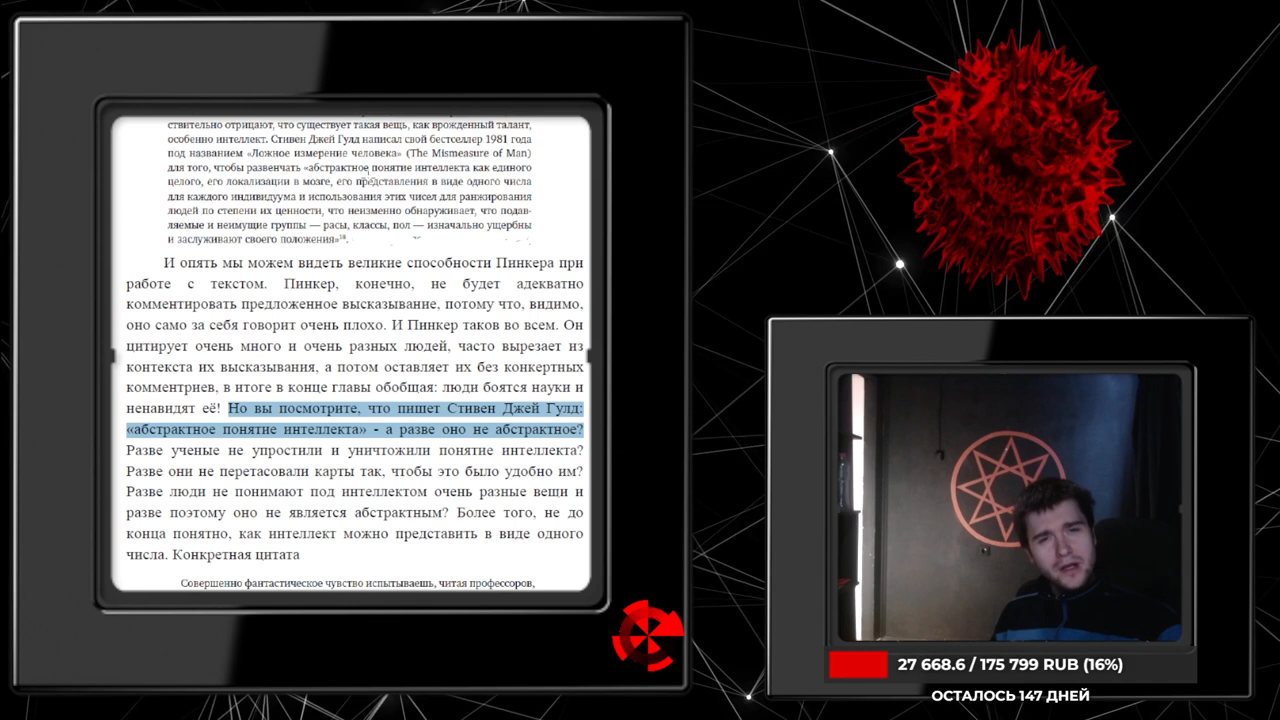 ствительно отрицают, что существует такая вещь, как врожденный талант,
особенно интеллект. Стивен Джей Гулд написал свой бестселлер 1981 года
под названием «Ложное измерение человека» (The Mismeasure of Man)
для того, чтобы развенчать «абстрактное понятие интеллекта как единого
целого, его локализации в мозге, его представления в виде одного числа
для каждого индивидуума и использования этих чисел для ранжирования
людей по степени их ценности, что неизменно обнаруживает, что подав-
ляемые и неимущие группы — расы, классы, пол — изначально ущербны
и заслуживают своего положения»¹⁸.
И опять мы можем видеть великие способности Пинкера при
работе с текстом. Пинкер, конечно, не будет адекватно
комментировать предложенное высказывание, потому что, видимо,
оно само за себя говорит очень плохо. И Пинкер таков во всем. Он
цитирует очень много и очень разных людей, часто вырезает из
контекста их высказывания, а потом оставляет их без конкертных
комментриев, в итоге в конце главы обобщая: люди боятся науки и
ненавидят её! Но вы посмотрите, что пишет Стивен Джей Гулд:
«абстрактное понятие интеллекта» - а разве оно не абстрактное?
Разве ученые не упростили и уничтожили понятие интеллекта?
Разве они не перетасовали карты так, чтобы это было удобно им?
Разве люди не понимают под интеллектом очень разные вещи и
разве поэтому оно не является абстрактным? Более того, не до
конца понятно, как интеллект можно представить в виде одного
числа. Конкретная цитата
Совершенно фантастическое чувство испытываешь, читая профессоров,
27 668.6 / 175 799 RUB (16%)
ОСТАЛОСЬ 147 ДНЕЙ